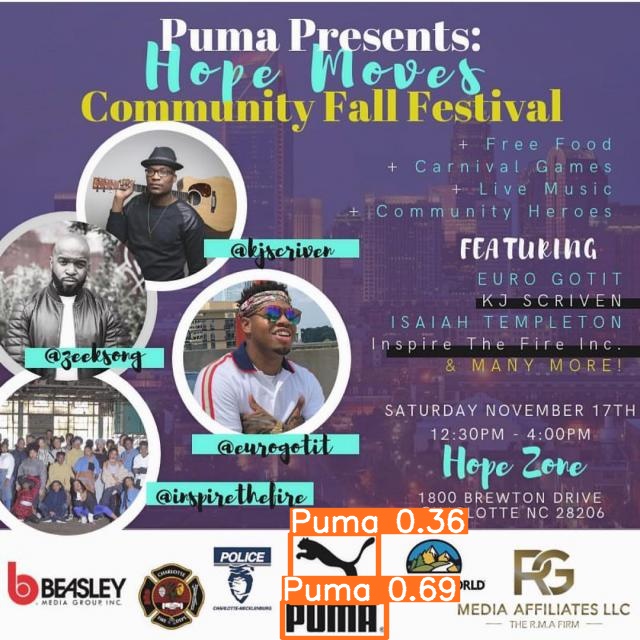 Puma Presents:
Hope Moves
Community Fall Festival
+ Free Food
+ Carnival Games
+ Live Music
+ Community Heroes
@kjscriven
FEATURING
EURO GOTIT
KJ SCRIVEN
ISAIAH TEMPLETON
Inspire The Fire Inc.
& MANY MORE!
@zeeksong
SATURDAY NOVEMBER 17TH
12:30PM - 4:00PM
@eurogotit
Hope Zone
@inspirethefire
1800 BREWTON DRIVE
LOTTE NC 28206
Puma 0.36
POLICE
CHARLOTTE
FIRE DEPT
CHARLOTTE-MECKLENBURG
b BEASLEY
MEDIA GROUP INC.
Puma 0.69
PUMA
ORLD
RG
MEDIA AFFILIATES LLC
THE R.M.A FIRM